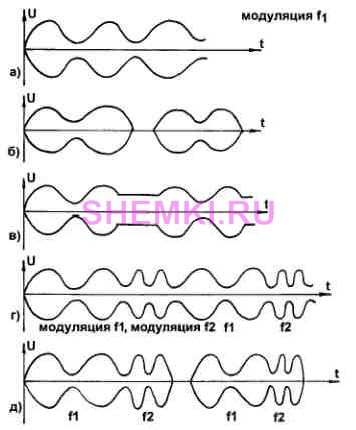 U
модуляция f1
t
а)
U
t
б)
U
t
SHEMKI.RU
в)
U
t
г)
модуляция f1, модуляция f2 f1 f2
U
t
д)
f1 f2 f1 f2